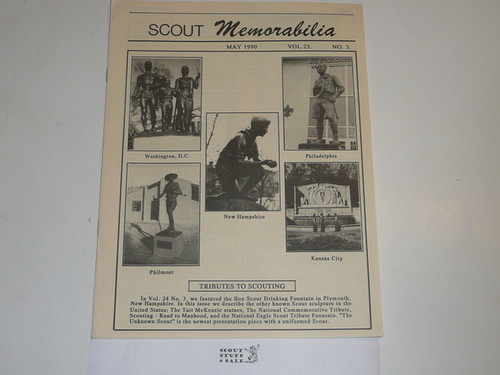 SCOUT Memorabilia
MAY 1990 VOL. 25. NO. 3.
Washington, D.C.
Philadelphia
New Hampshire
Philmont
Kansas City
TRIBUTES TO SCOUTING
In Vol. 24 No. 3, we featured the Boy Scout Drinking Fountain in Plymouth,
New Hampshire. In this issue we describe the other known Scout sculpture in the
United States: The Tait McKenzie statues, The National Commemorative Tribute,
Scouting - Road to Manhood, and the National Eagle Scout Tribute Fountain. "The
Unknown Scout" is the newest presentation piece with a uniformed Scout.
SCOUT
STUFF
4 SALE